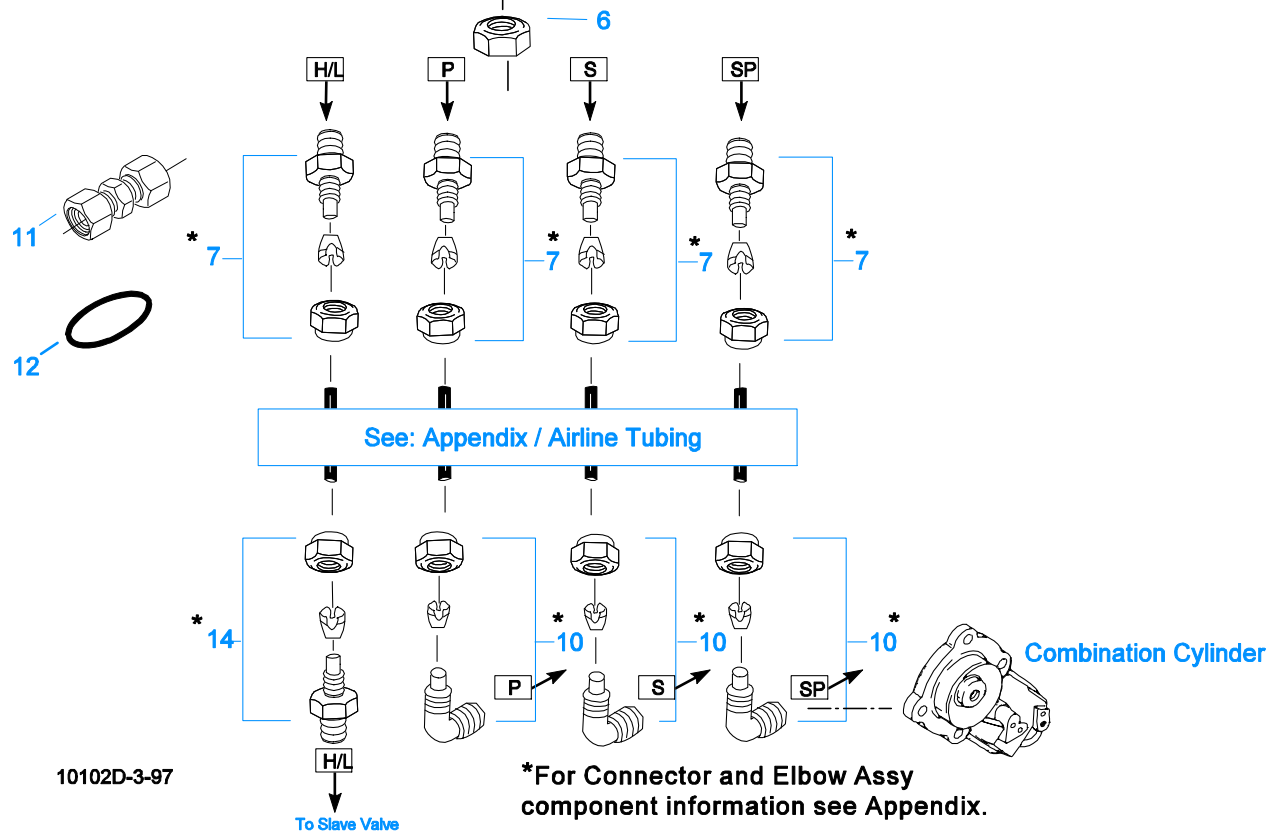 6
H/L
P
S
SP
11
* 7
* 7
* 7
* 7
12
See: Appendix / Airline Tubing
* 14
* 10
* 10
* 10
P
S
SP
Combination Cylinder
H/L
10102D-3-97
*For Connector and Elbow Assy
component information see Appendix.
To Slave Valve